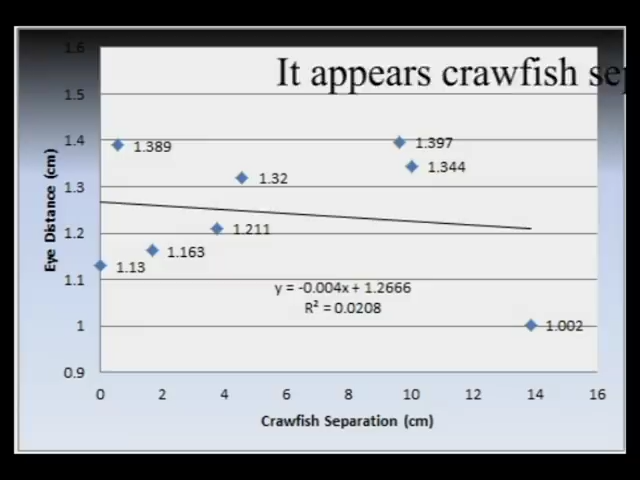 It appears crawfish
1.6
1.5
1.4
1.3
1.2
1.1
1
0.9
Eye Distance (cm)
1.389
1.397
1.344
1.32
1.211
1.163
1.13
y = -0.004x + 1.2666
R² = 0.0208
1.002
0 2 4 6 8 10 12 14 16
Crawfish Separation (cm)